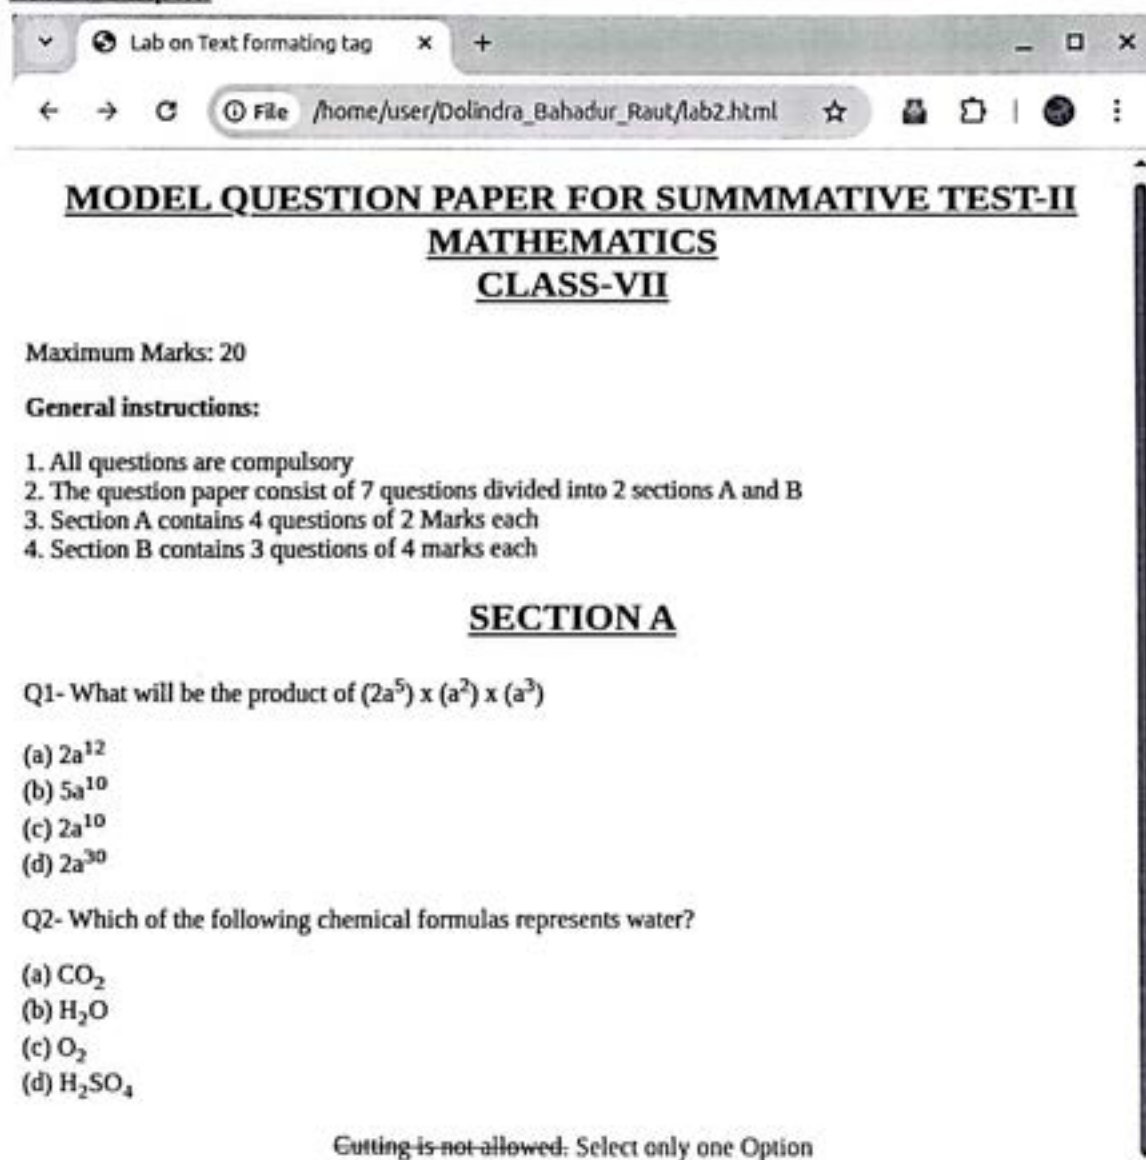 Lab on Text formating tag
File /home/user/Dolindra_Bahadur_Raut/lab2.html
MODEL QUESTION PAPER FOR SUMMMATIVE TEST-II
MATHEMATICS
CLASS-VII
Maximum Marks: 20
General instructions:
1. All questions are compulsory
2. The question paper consist of 7 questions divided into 2 sections A and B
3. Section A contains 4 questions of 2 Marks each
4. Section B contains 3 questions of 4 marks each
SECTION A
Q1- What will be the product of (2a⁵) x (a²) x (a³)
(a) 2a¹²
(b) 5a¹⁰
(c) 2a¹⁰
(d) 2a³⁰
Q2- Which of the following chemical formulas represents water?
(a) CO₂
(b) H₂O
(c) O₂
(d) H₂SO₄
Cutting is not allowed. Select only one Option